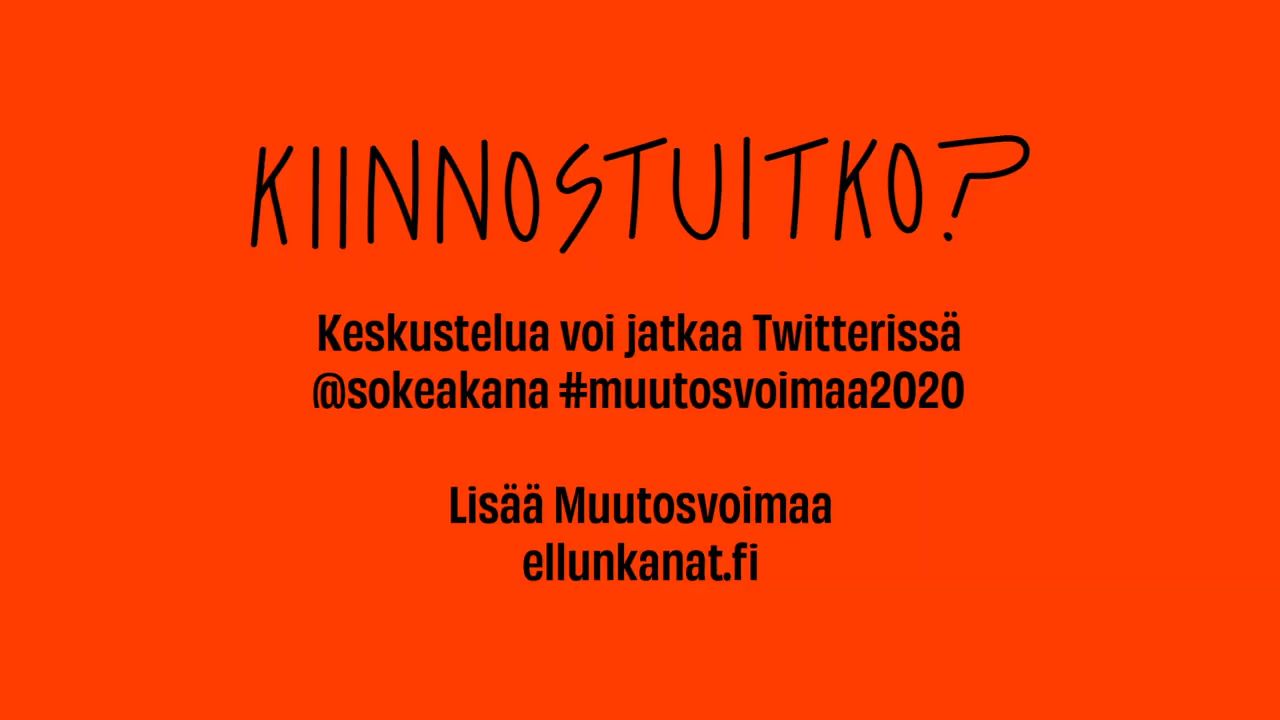 KIINNOSTUITKO?
Keskustelua voi jatkaa Twitterissä
@sokeakana #muutosvoimaa2020
Lisää Muutosvoimaa
ellunkanat.fi